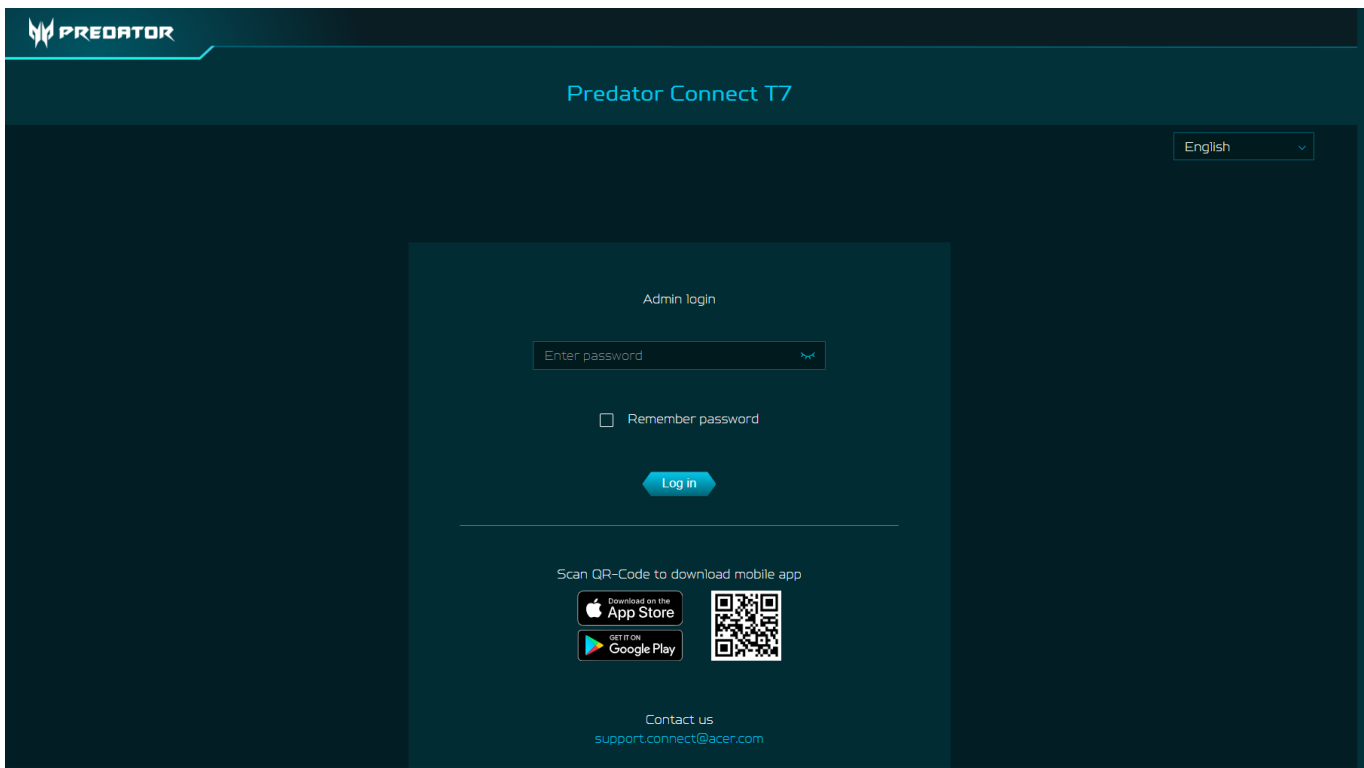 PREDATOR
Predator Connect T7
English
Admin login
Enter password
Remember password
Log in
Scan QR-Code to download mobile app
Download on the
App Store
GET IT ON
Google Play
Contact us
support.connect@acer.com